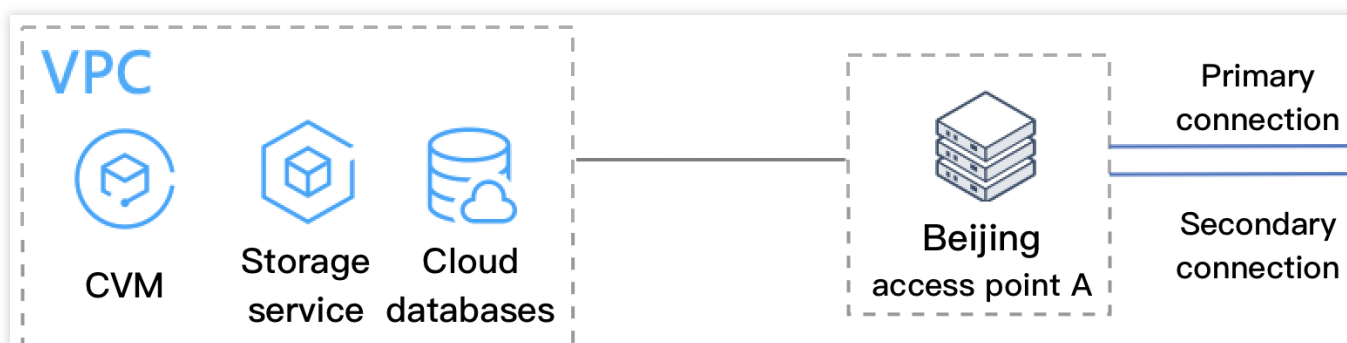 VPC
CVM
Storage
service
Cloud
databases
Beijing
access point A
Primary
connection
Secondary
connection